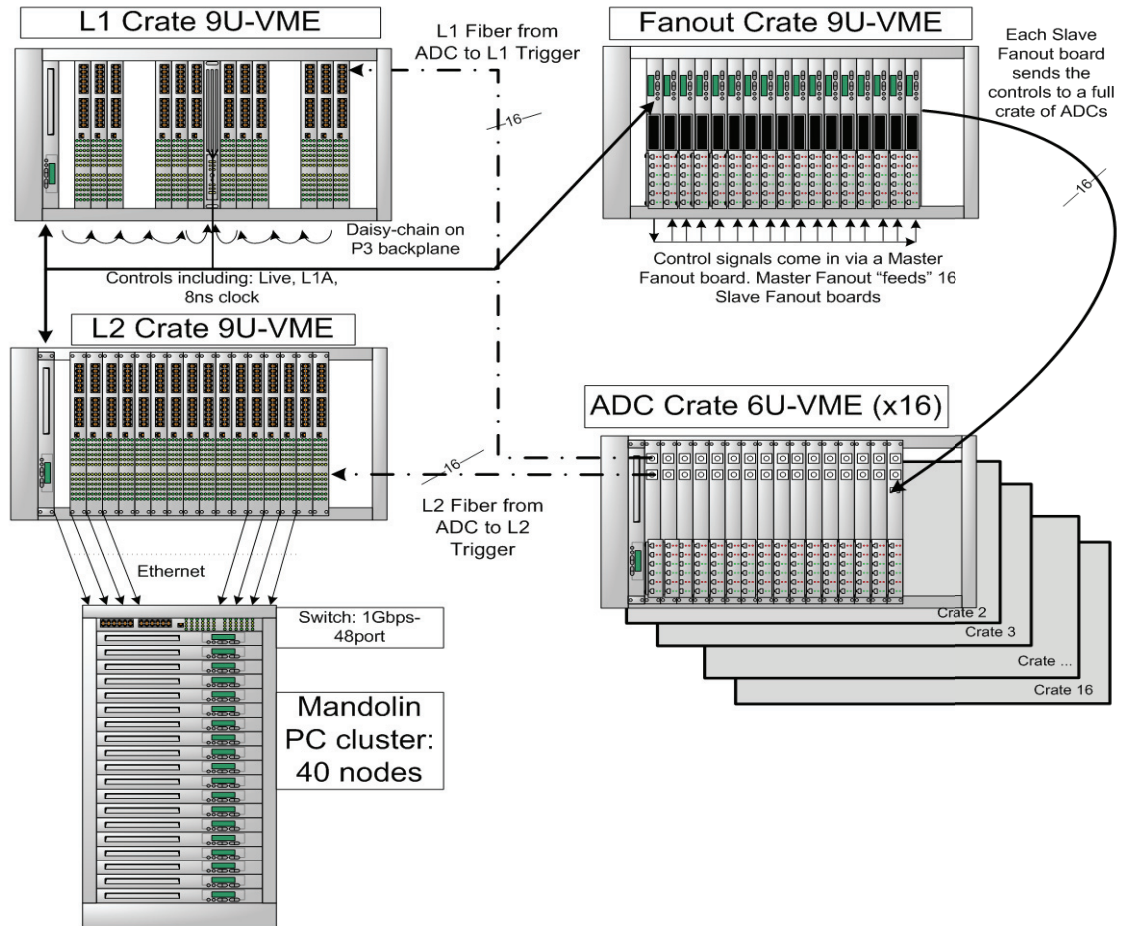 L1 Crate 9U-VME
L1 Fiber from
ADC to L1 Trigger
Fanout Crate 9U-VME
Each Slave
Fanout board
sends the
controls to a full
crate of ADCs
16
16
Daisy-chain on
P3 backplane
Controls including: Live, L1A,
8ns clock
Control signals come in via a Master
Fanout board. Master Fanout “feeds” 16
Slave Fanout boards
L2 Crate 9U-VME
ADC Crate 6U-VME (x16)
16
L2 Fiber from
ADC to L2
Trigger
Ethernet
Switch: 1Gbps-
48port
Crate 2
Crate 3
Crate ...
Crate 16
Mandolin
PC cluster:
40 nodes